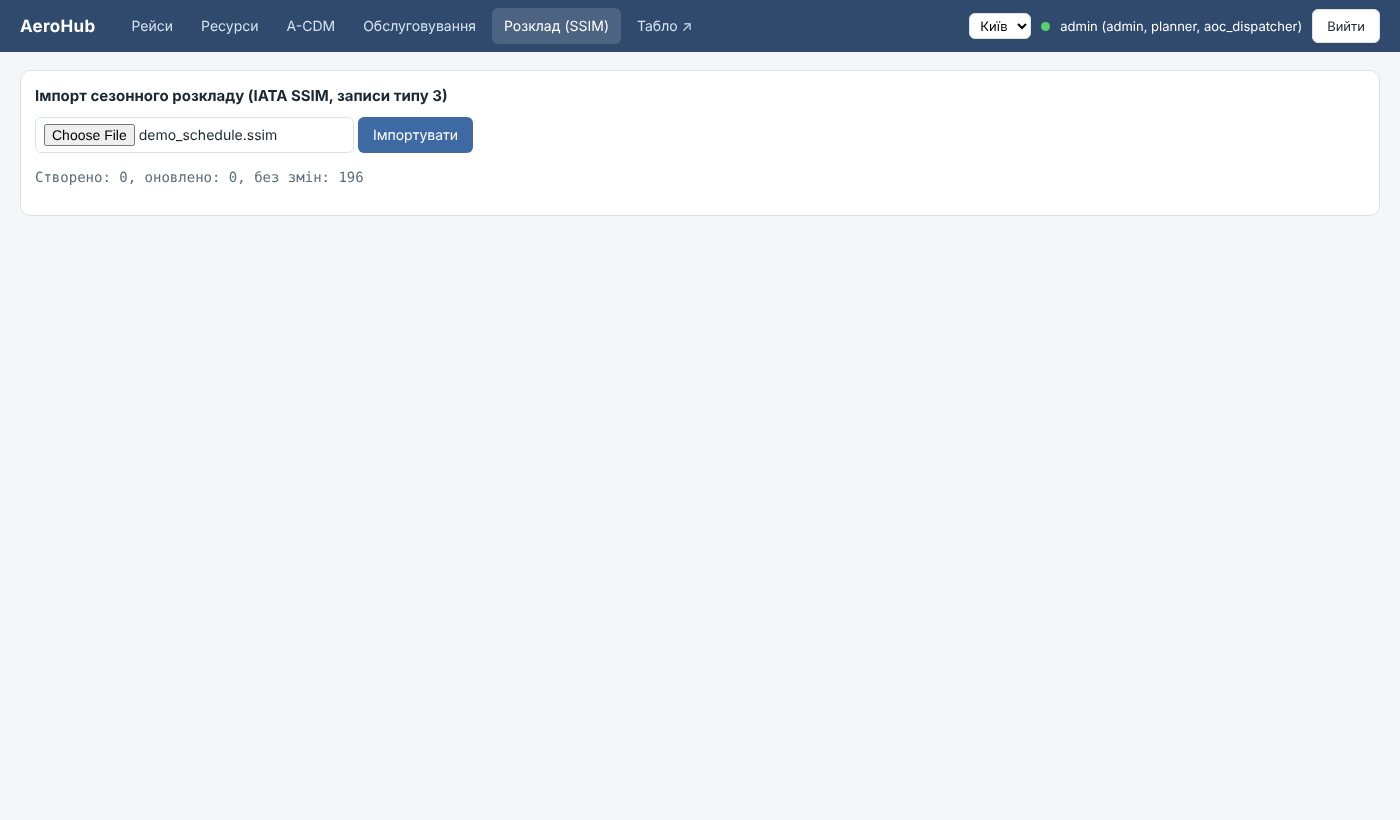 AeroHub Рейси Ресурси A-CDM Обслуговування Розклад (SSIM) Табло ↗ Київ admin (admin, planner, aoc_dispatcher) Вийти
Імпорт сезонного розкладу (IATA SSIM, записи типу 3)
Choose File demo_schedule.ssim Імпортувати
Створено: 0, оновлено: 0, без змін: 196